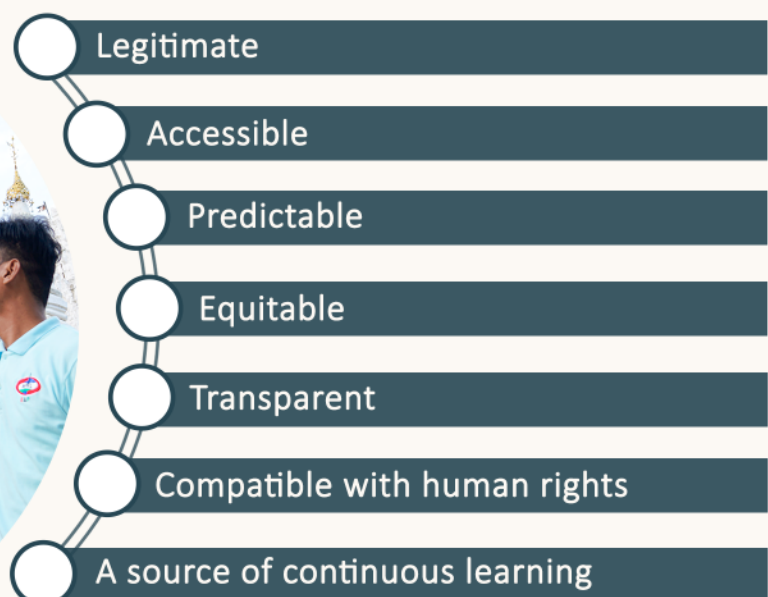 Legitimate
Accessible
Predictable
Equitable
Transparent
Compatible with human rights
A source of continuous learning